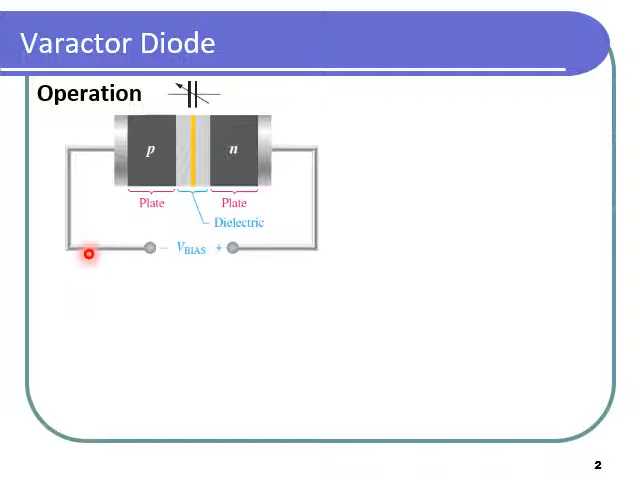 Varactor Diode
Operation
p n
Plate Plate
Dielectric
− VBIAS +
2